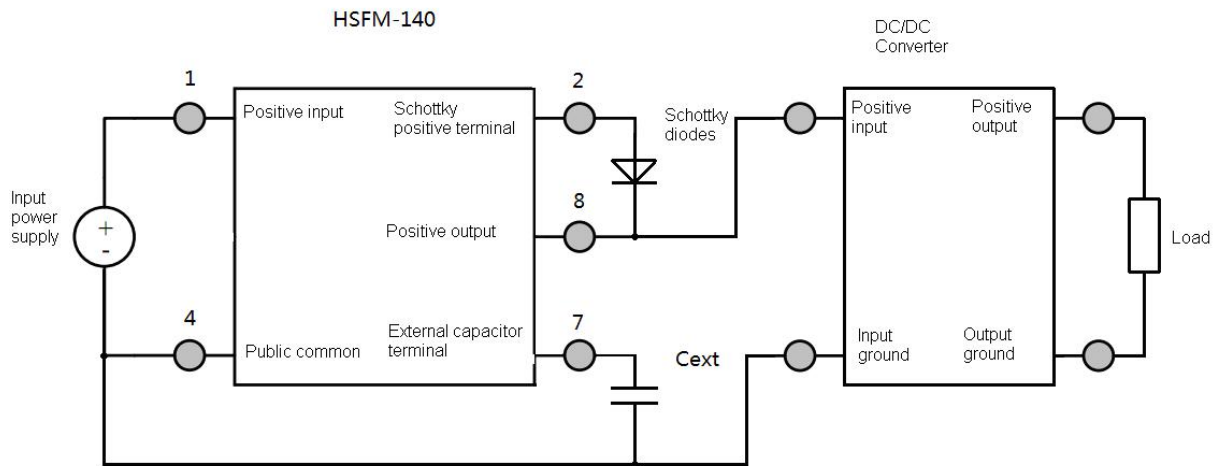 HSFM-140
DC/DC
Converter
1
2
Positive input
Schottky
positive terminal
Schottky
diodes
Positive
input
Positive
output
Input
power
supply
+
-
8
Positive output
Load
4
Public common
External capacitor
terminal
7
Cext
Input
ground
Output
ground